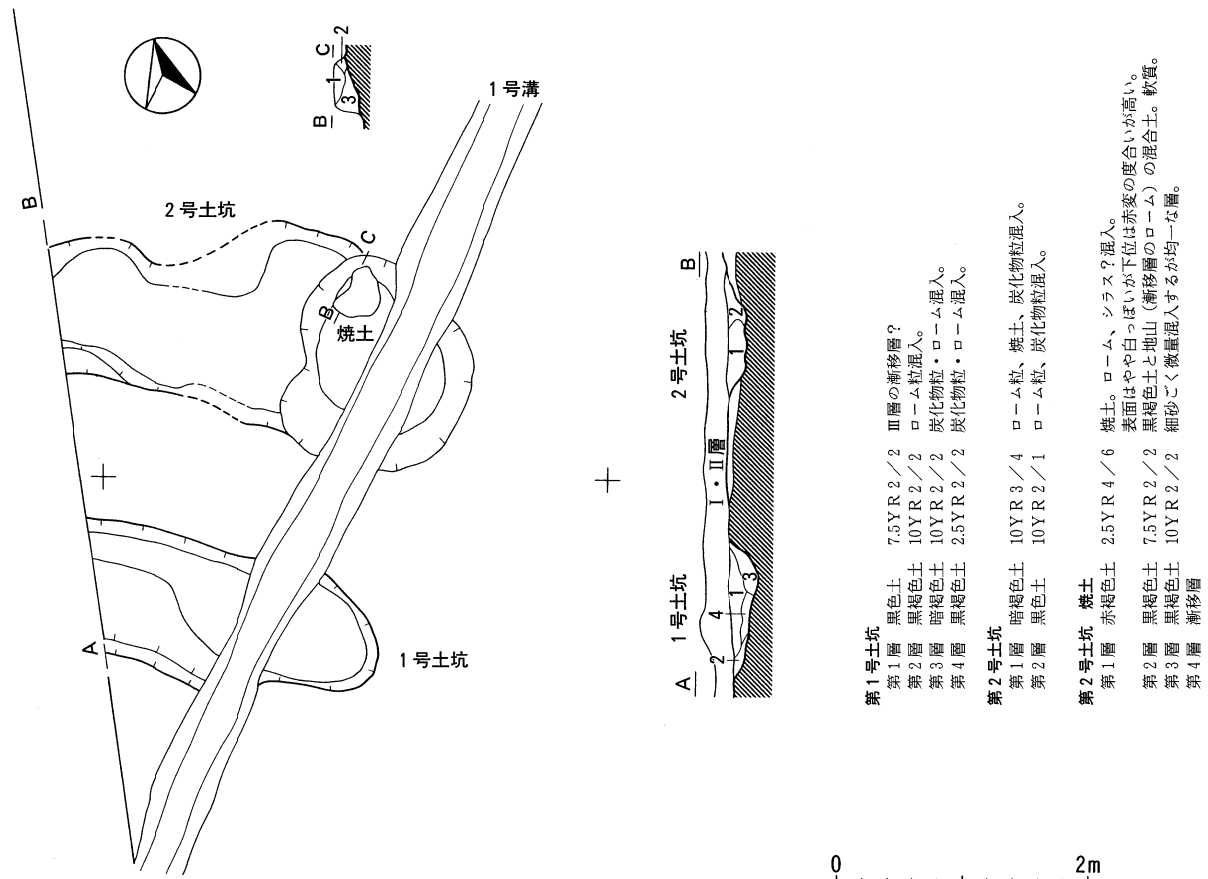 2
C
1
3
B
1号溝
B
2号土坑
C
B
焼土
A
1号土坑
B
2号土坑
2
1
I・II層
1号土坑
3
1
4
2
A
第1号土坑
第1層 黒色土 7.5YR2／2 III層の漸移層？
第2層 黒褐色土 10YR2／2 ローム粒混入。
第3層 暗褐色土 10YR2／2 炭化物粒・ローム混入。
第4層 黒褐色土 2.5YR2／2 炭化物粒・ローム混入。
第2号土坑
第1層 暗褐色土 10YR3／4 ローム粒、焼土、炭化物粒混入。
第2層 黒色土 10YR2／1 ローム粒、炭化物粒混入。
第2号土坑 焼土
第1層 赤褐色土 2.5YR4／6 焼土。ローム、シラス？混入。
表面はやや白っぽいが下位は赤変の度合いが高い。
第2層 黒褐色土 7.5YR2／2 黒褐色土と地山（漸移層のローム）の混合土。軟質。
第3層 黒褐色土 10YR2／2 細砂ごく微量混入するが均一な層。
第4層 漸移層
0 2m